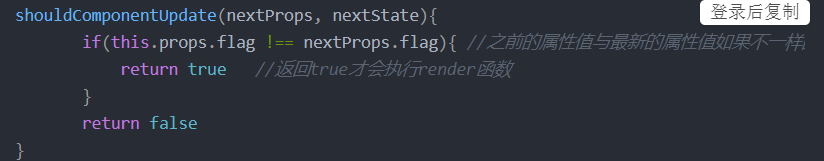 登录后复制
shouldComponentUpdate(nextProps, nextState){
if(this.props.flag !== nextProps.flag){ //之前的属性值与最新的属性值如果不一样
return true //返回true才会执行render函数
}
return false
}